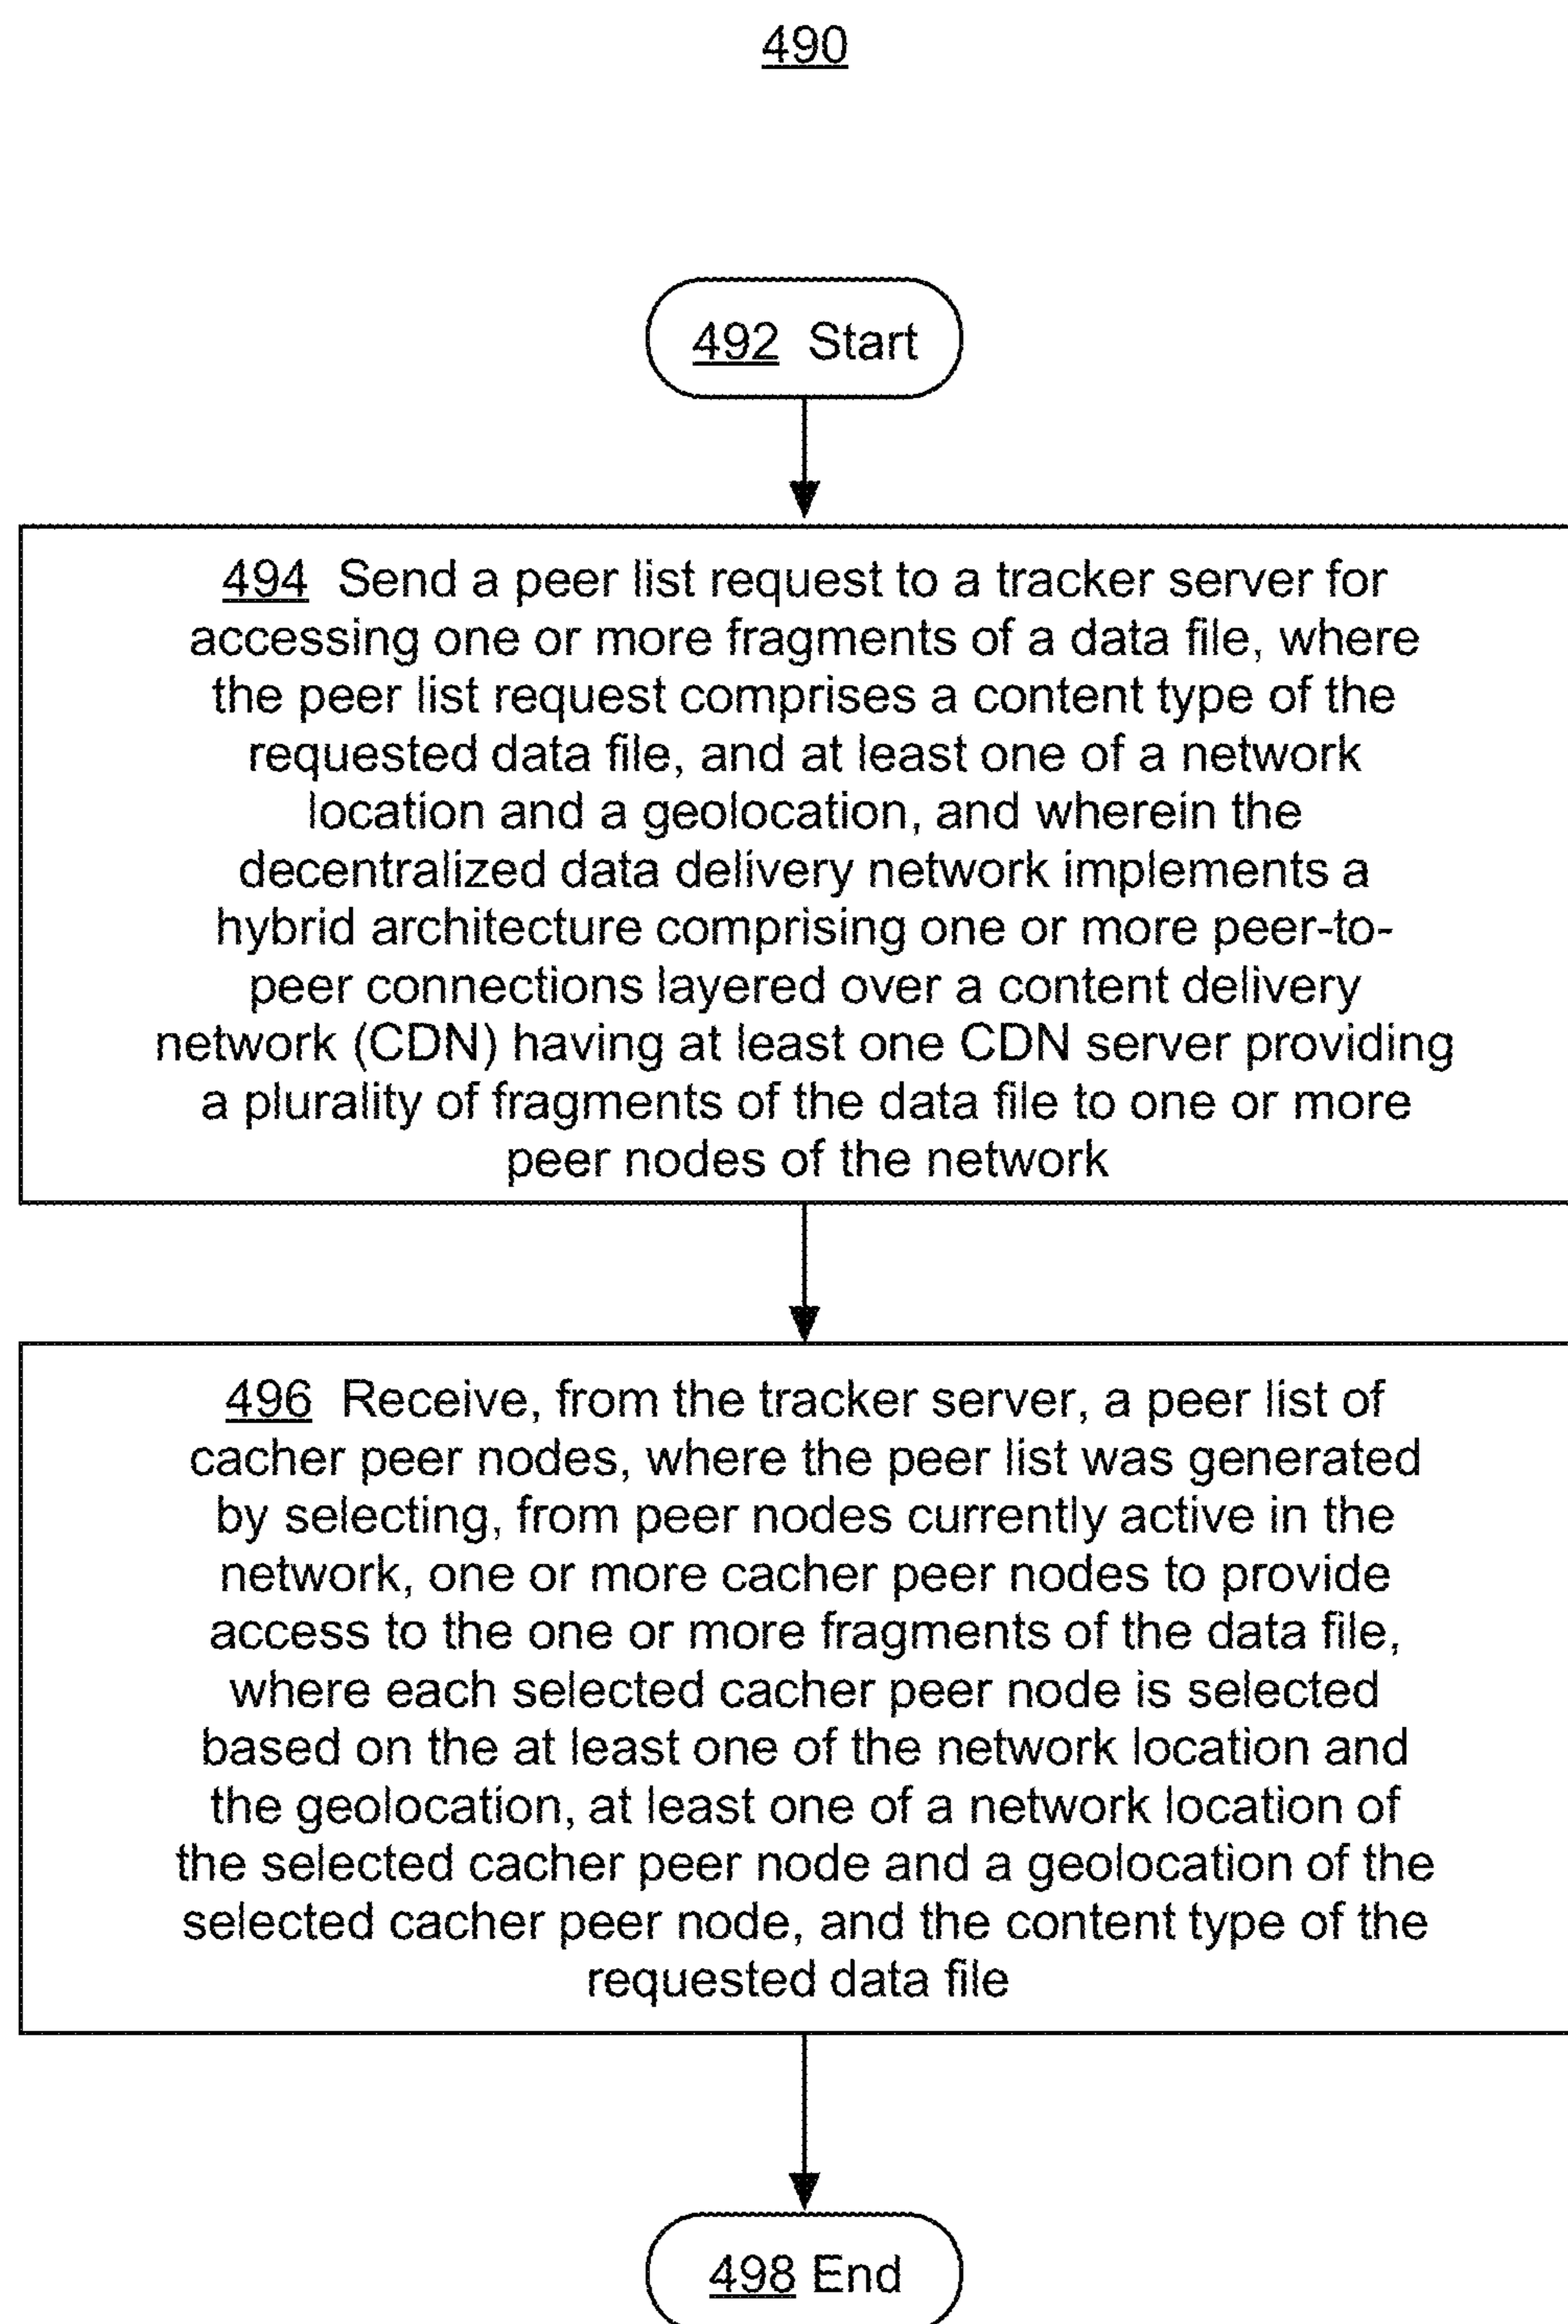 490
492 Start
494 Send a peer list request to a tracker server for
accessing one or more fragments of a data file, where
the peer list request comprises a content type of the
requested data file, and at least one of a network
location and a geolocation, and wherein the
decentralized data delivery network implements a
hybrid architecture comprising one or more peer-to-
peer connections layered over a content delivery
network (CDN) having at least one CDN server providing
a plurality of fragments of the data file to one or more
peer nodes of the network
496 Receive, from the tracker server, a peer list of
cacher peer nodes, where the peer list was generated
by selecting, from peer nodes currently active in the
network, one or more cacher peer nodes to provide
access to the one or more fragments of the data file,
where each selected cacher peer node is selected
based on the at least one of the network location and
the geolocation, at least one of a network location of
the selected cacher peer node and a geolocation of the
selected cacher peer node, and the content type of the
requested data file
498 End